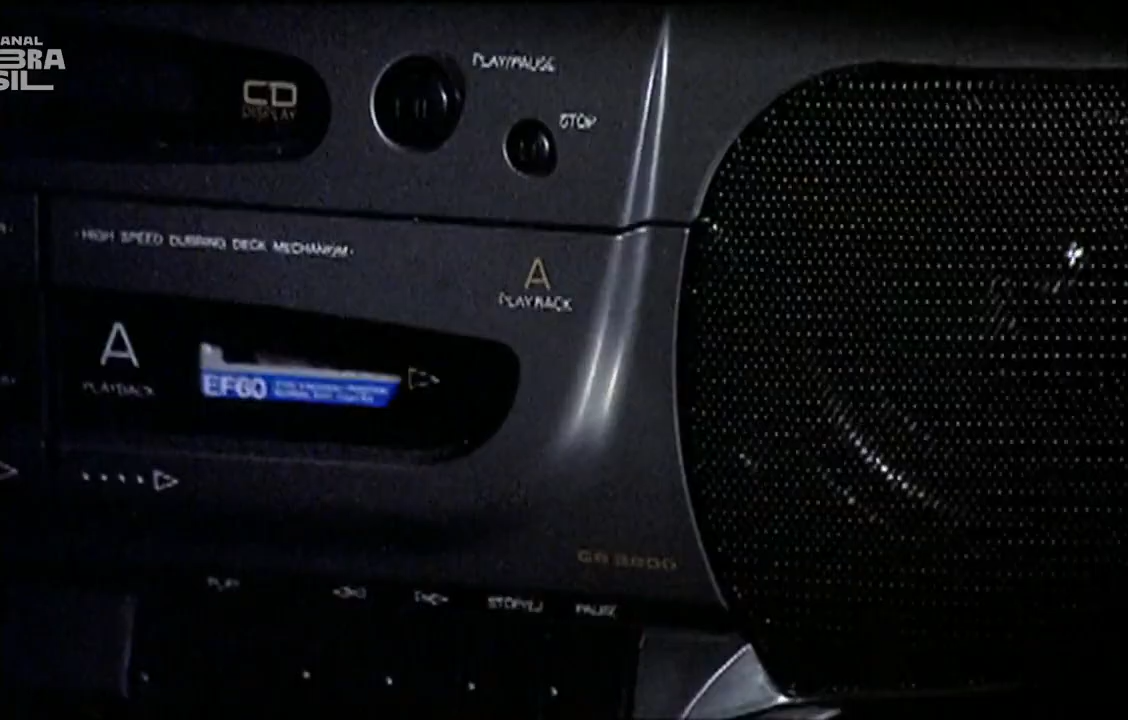 CANAL
BRA
SIL
CD
DISPLAY
PLAY/PAUSE
STOP
·HIGH SPEED DUBBING DECK MECHANISM·
A
PLAYBACK
A
PLAYBACK
EF60
PLAY
STOP/EJ
PAUSE